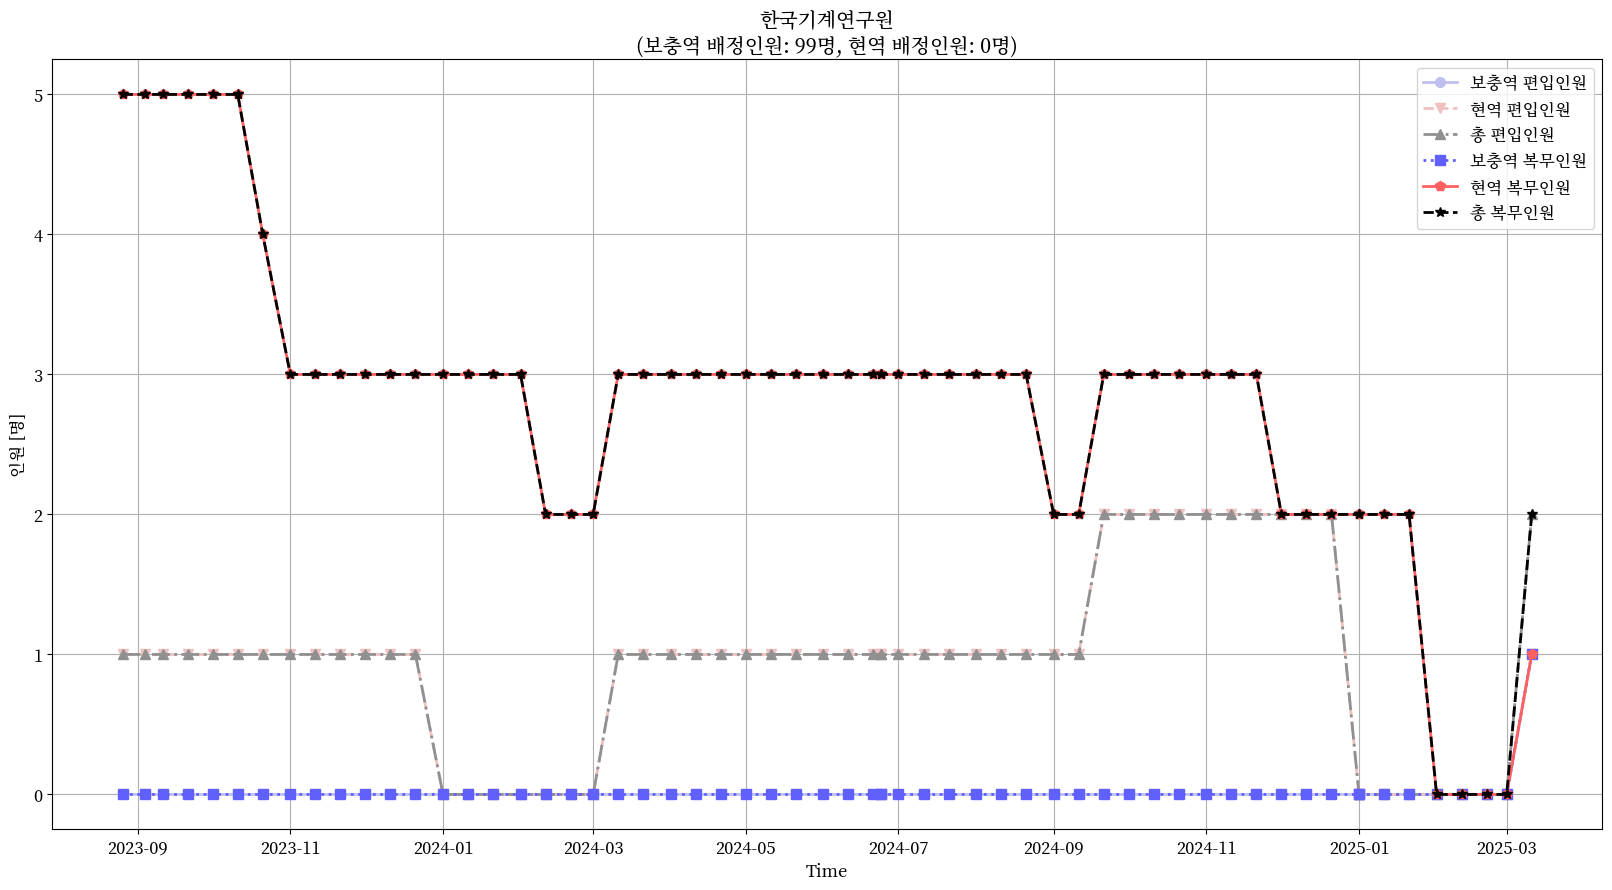 한국기계연구원
(보충역 배정인원: 99명, 현역 배정인원: 0명)
보충역 편입인원
현역 편입인원
총 편입인원
보충역 복무인원
현역 복무인원
총 복무인원
인원 [명]
5
4
3
2
1
0
2023-09 2023-11 2024-01 2024-03 2024-05 2024-07 2024-09 2024-11 2025-01 2025-03
Time